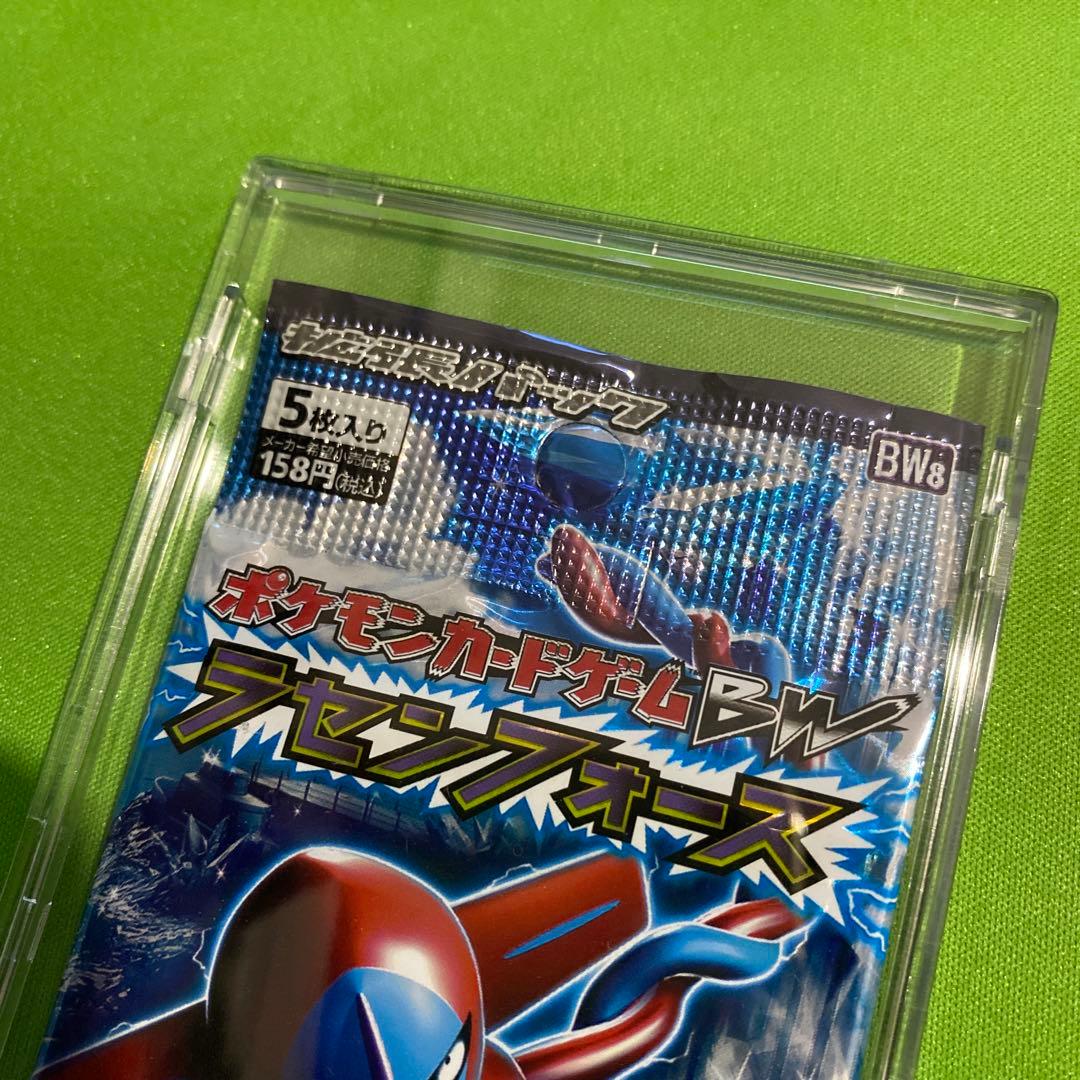 拡張パック
5枚入り
メーカー希望小売価格
158円(税込)
BW8
ポケモンカードゲームBW
ラセンフォース